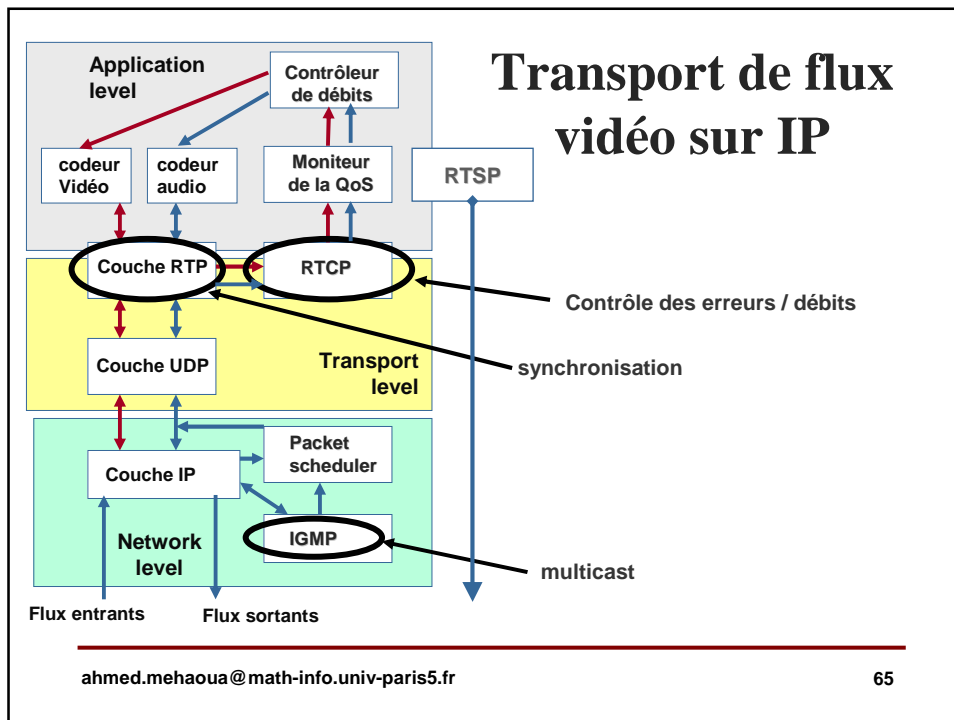 Transport de flux
vidéo sur IP
Application
level
Contrôleur
de débits
codeur
Vidéo
codeur
audio
Moniteur
de la QoS
RTSP
Couche RTP
RTCP
Contrôle des erreurs / débits
Couche UDP
Transport
level
synchronisation
Packet
scheduler
Couche IP
IGMP
Network
level
multicast
Flux entrants
Flux sortants
ahmed.mehaoua@math-info.univ-paris5.fr
65